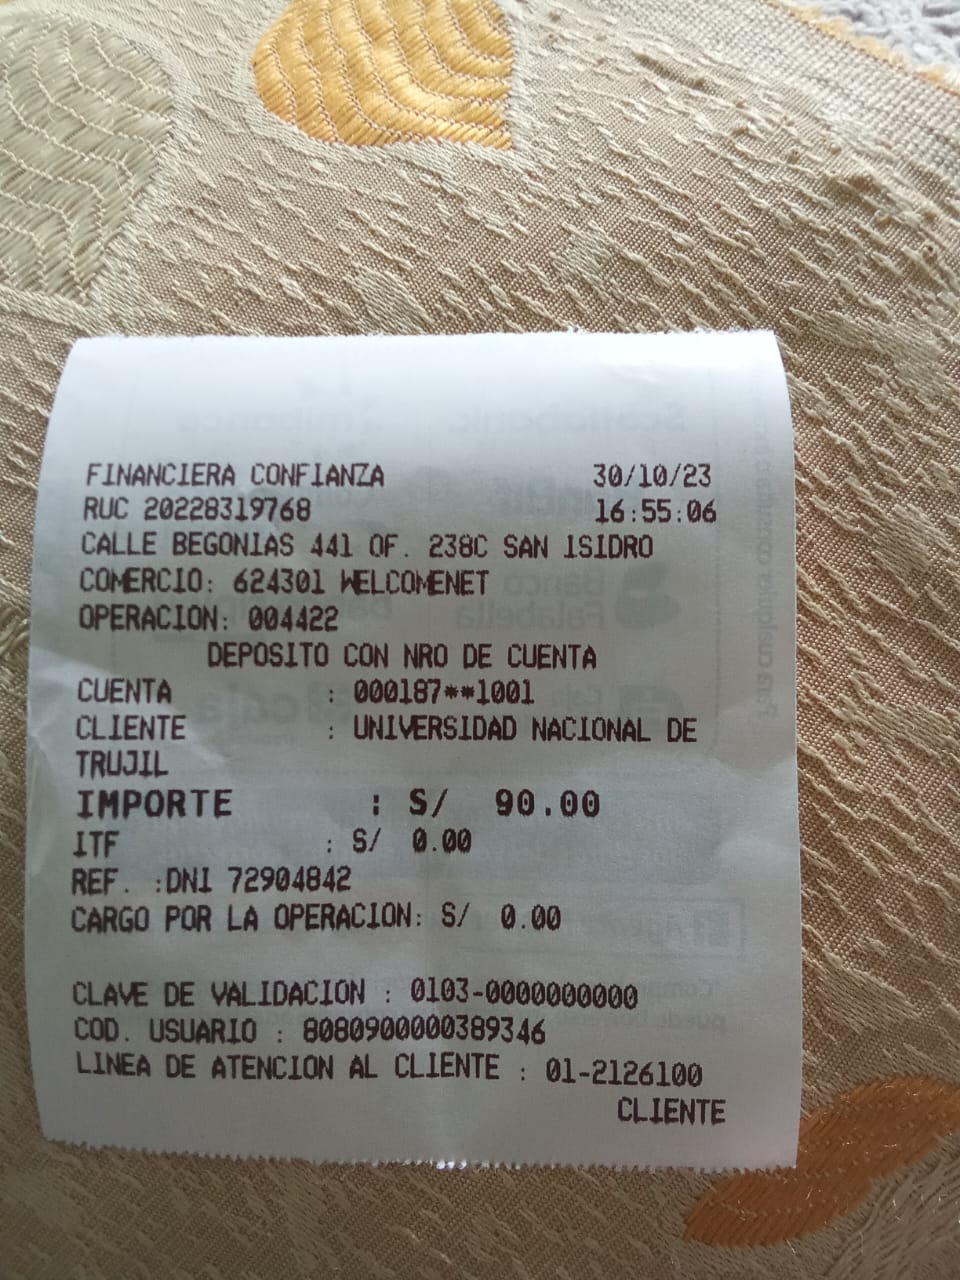 FINANCIERA CONFIANZA 30/10/23
RUC 20228319768 16:55:06
CALLE BEGONIAS 441 OF. 238C SAN ISIDRO
COMERCIO: 624301 WELCOMENET
OPERACION: 004422
DEPOSITO CON NRO DE CUENTA
CUENTA : 000187**1001
CLIENTE : UNIVERSIDAD NACIONAL DE
TRUJIL
IMPORTE : S/ 90.00
ITF : S/ 0.00
REF. :DNI 72904842
CARGO POR LA OPERACION: S/ 0.00
CLAVE DE VALIDACION : 0103-0000000000
COD. USUARIO : 8080900000389346
LINEA DE ATENCION AL CLIENTE : 01-2126100
CLIENTE